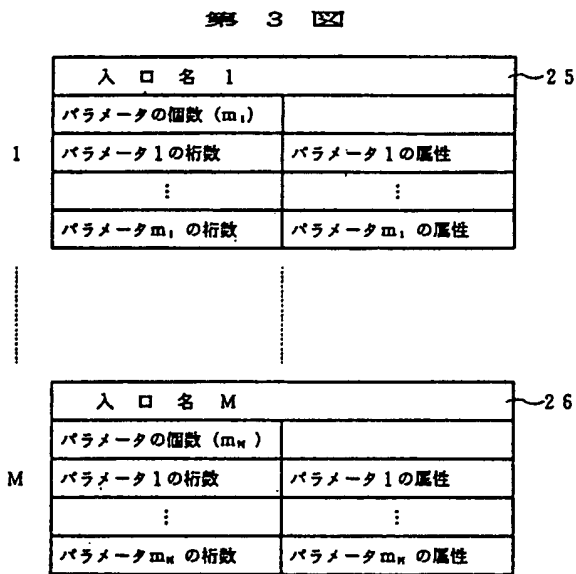 第 3 図
入 口 名 1
25
パラメータの個数 (m₁)
1
パラメータ1の桁数 パラメータ1の属性
⋮ ⋮
パラメータm₁ の桁数 パラメータm₁ の属性
入 口 名 M
26
パラメータの個数 (mM)
M
パラメータ1の桁数 パラメータ1の属性
⋮ ⋮
パラメータmM の桁数 パラメータmM の属性